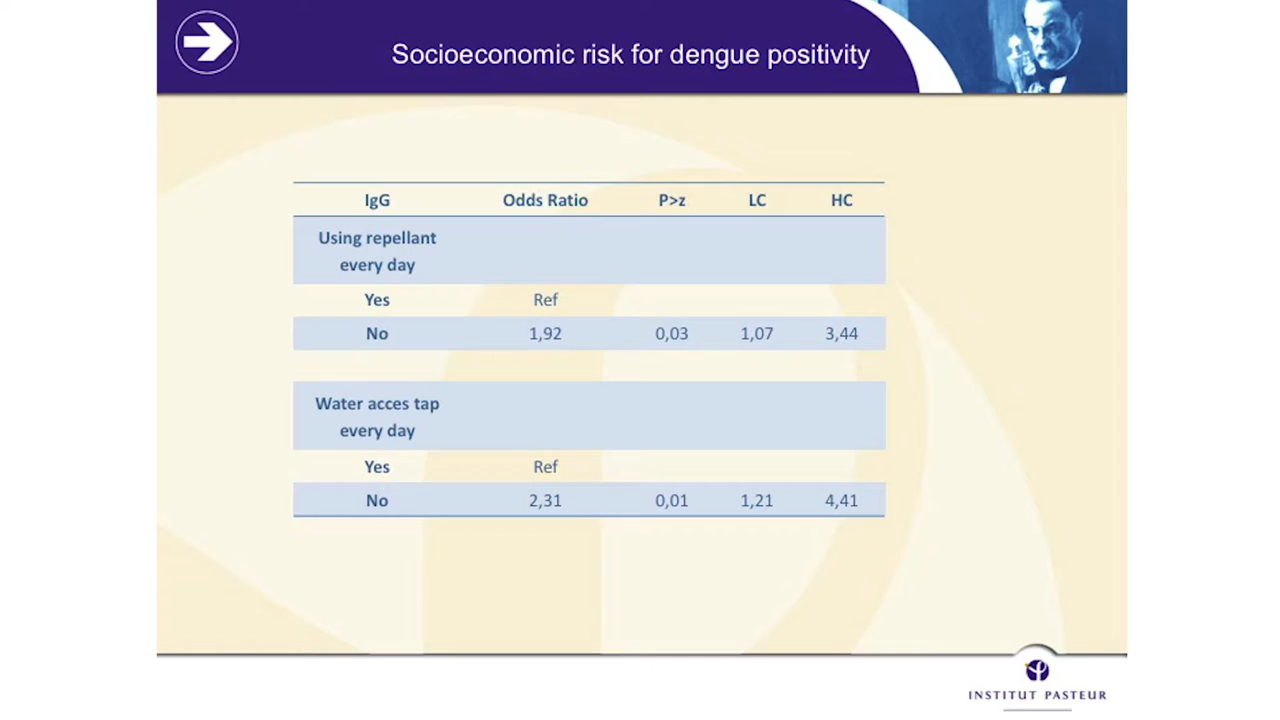 Socioeconomic risk for dengue positivity
IgG Odds Ratio P>z LC HC
Using repellant
every day
Yes Ref
No 1,92 0,03 1,07 3,44
Water acces tap
every day
Yes Ref
No 2,31 0,01 1,21 4,41
INSTITUT PASTEUR